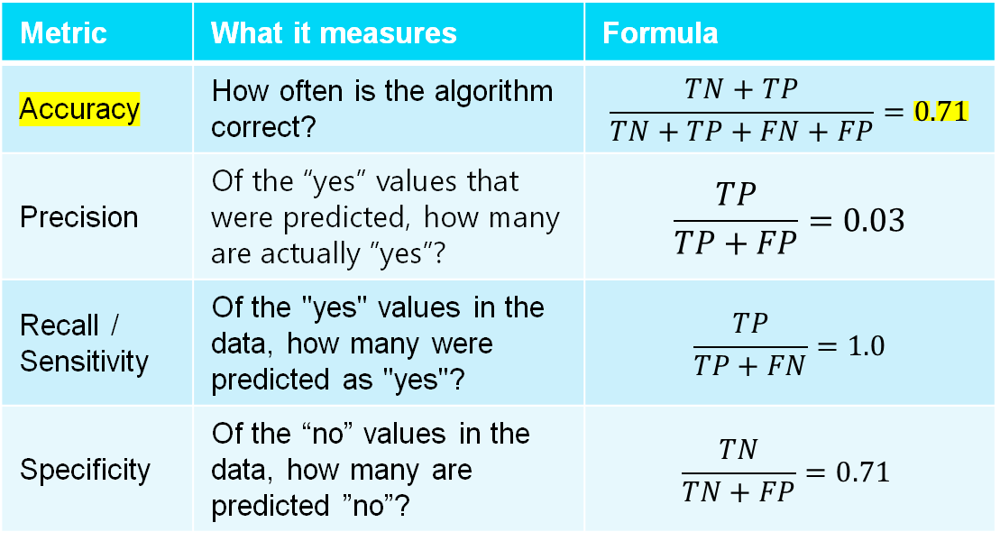 Metric What it measures Formula
Accuracy
How often is the algorithm
correct?
TN + TP
TN + TP + FN + FP
= 0.71
Precision
Of the “yes” values that
were predicted, how many
are actually ”yes”?
TP
TP + FP
= 0.03
Recall /
Sensitivity
Of the "yes" values in the
data, how many were
predicted as "yes"?
TP
TP + FN
= 1.0
Specificity
Of the “no” values in the
data, how many are
predicted ”no”?
TN
TN + FP
= 0.71